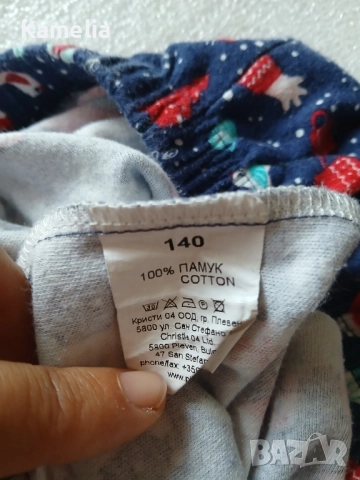 Kamelia
140
100% ПАМУК
COTTON
Кристи 04 ООД, гр. Плевен
5800 ул. Сан Стефано
Christi 04 Ltd.
5800 Pleven,
47 San Stefano
phone/fax:
BAZAR